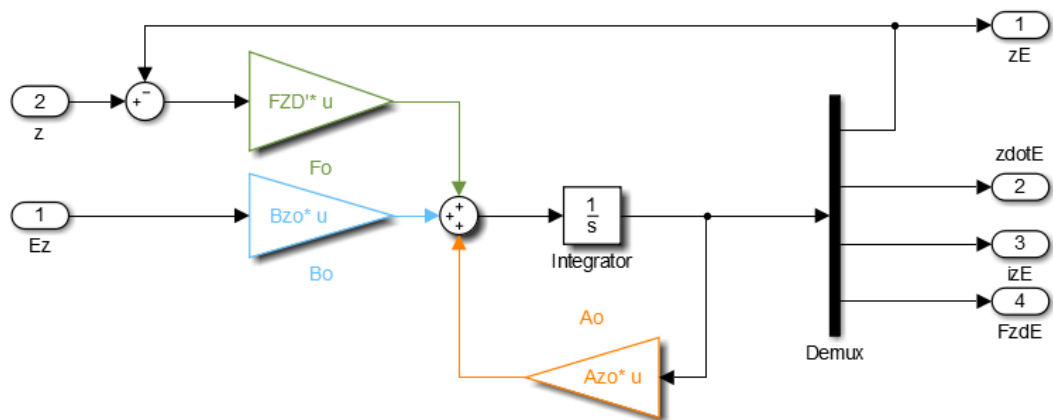 1
zE
− +
2
z
FZD'* u
Fo
zdotE
2
1
Ez
Bzo* u
Bo
+
+
+
1
s
Integrator
3
izE
4
FzdE
Demux
Ao
Azo* u